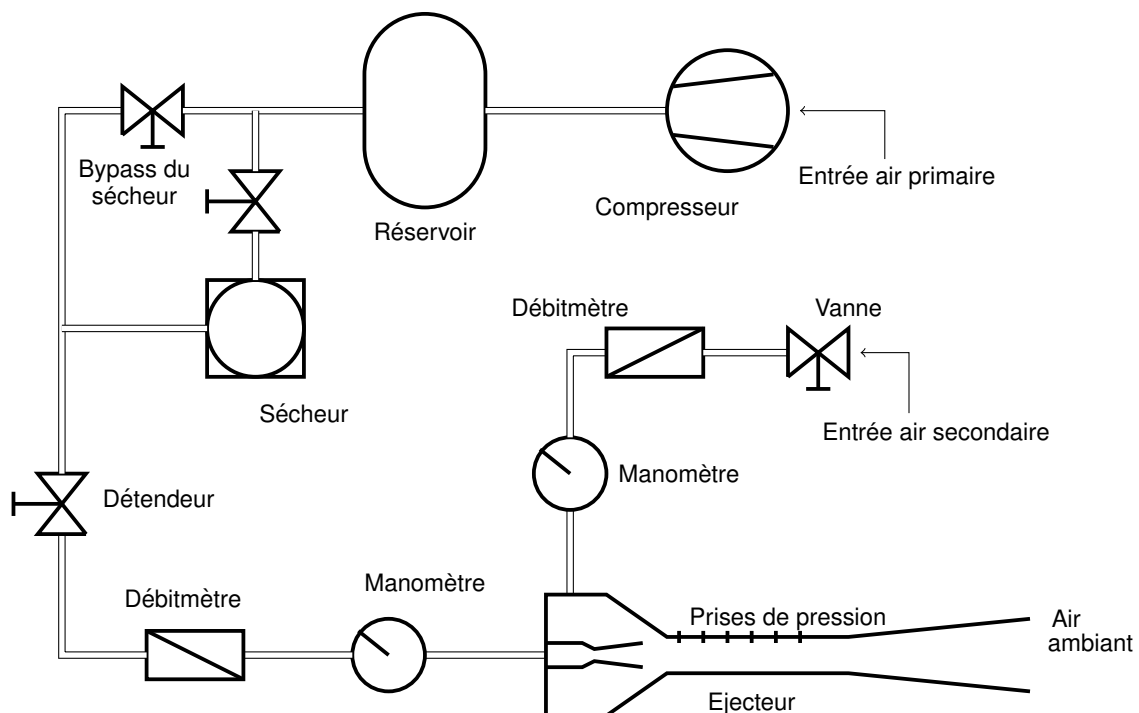 Bypass du
sécheur
Réservoir
Compresseur
Entrée air primaire
Débitmètre
Vanne
Sécheur
Entrée air secondaire
Manomètre
Détendeur
Débitmètre
Manomètre
Prises de pression
Air
ambiant
Ejecteur